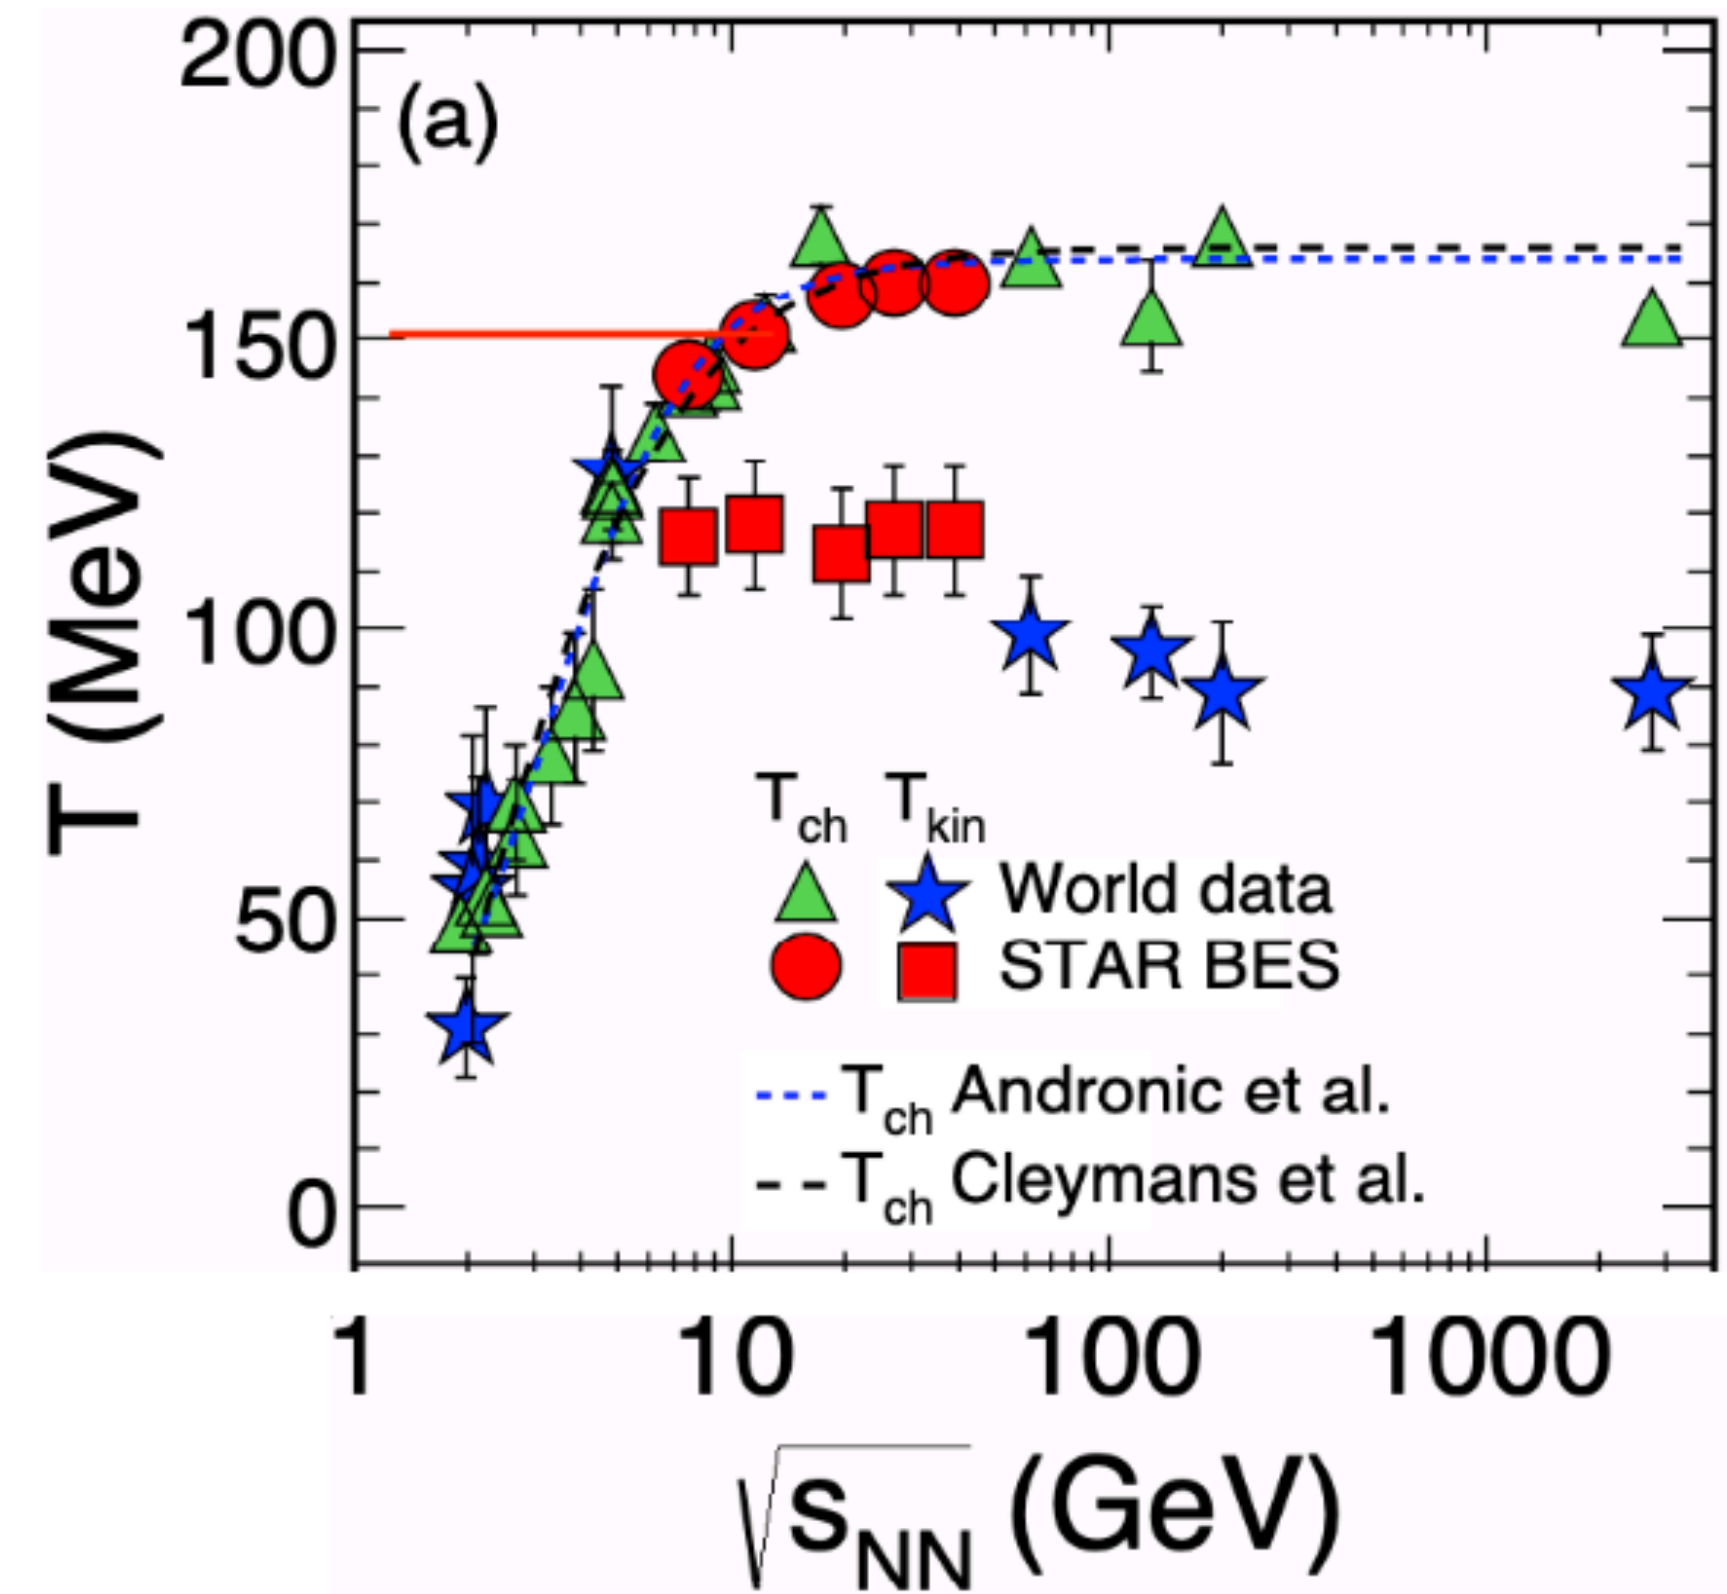 200
(a)
150
100
50
0
T (MeV)
T_ch T_kin
World data
STAR BES
T_ch Andronic et al.
T_ch Cleymans et al.
1 10 100 1000
√s_NN (GeV)